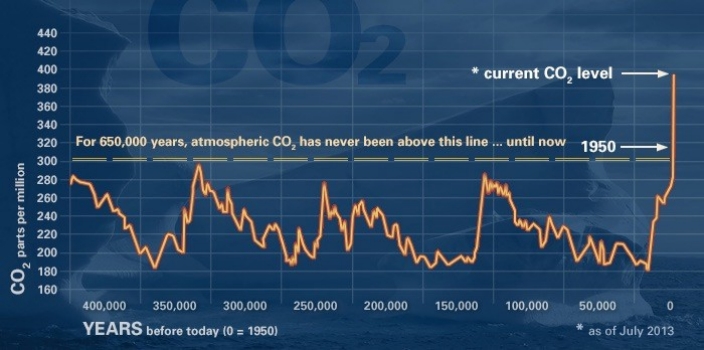 CO2
440
420
400
* current CO2 level
380
360
340
For 650,000 years, atmospheric CO2 has never been above this line ... until now
1950
320
300
280
260
240
220
200
180
160
CO2 parts per million
400,000 350,000 300,000 250,000 200,000 150,000 100,000 50,000 0
YEARS before today (0 = 1950)
* as of July 2013